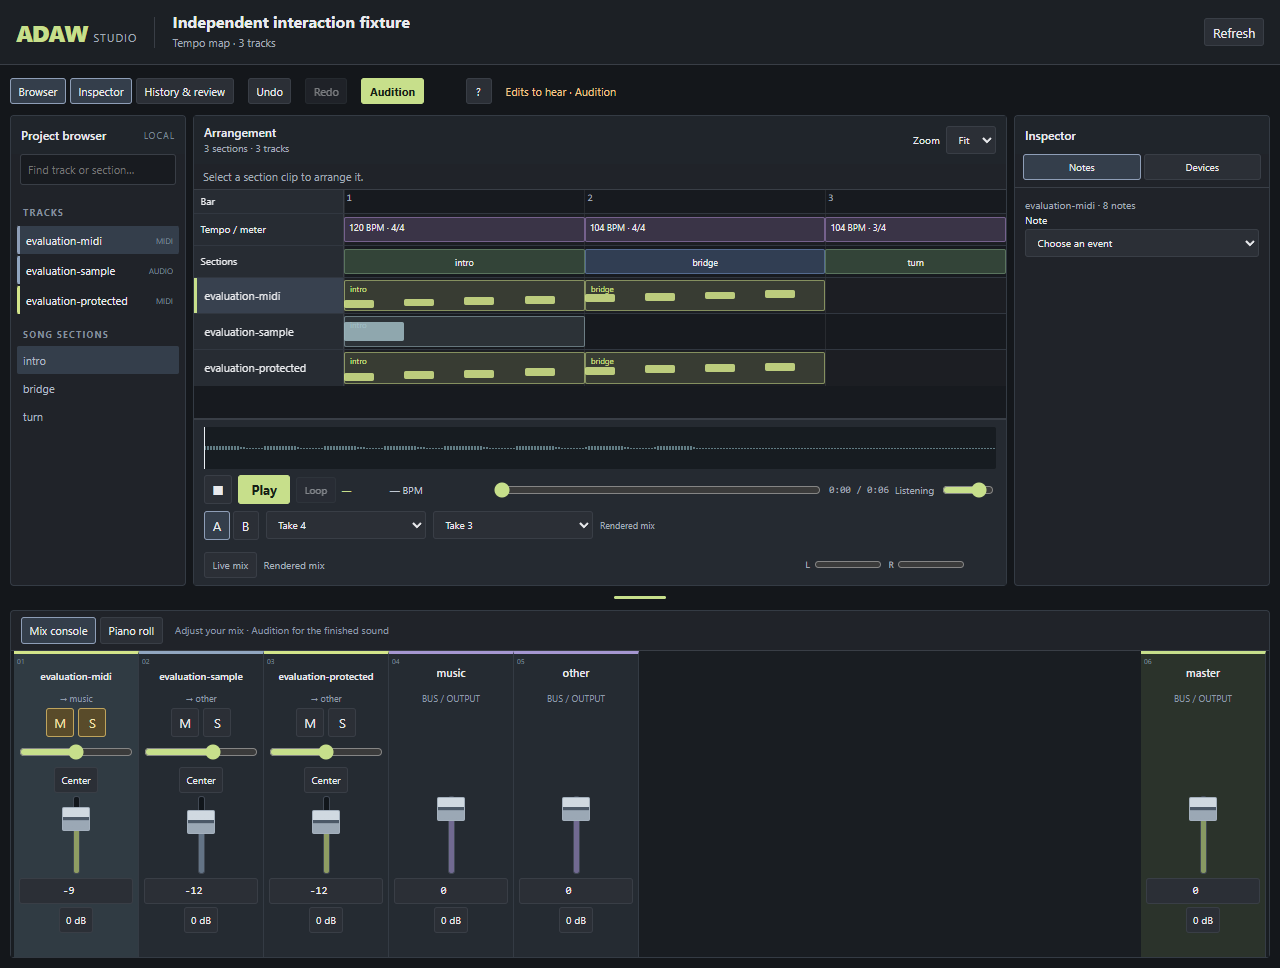 ADAW STUDIO
Independent interaction fixture
Tempo map · 3 tracks
Refresh
Browser
Inspector
History & review
Undo
Redo
Audition
?
Edits to hear · Audition
Project browser
LOCAL
Find track or section...
TRACKS
evaluation-midi MIDI
evaluation-sample AUDIO
evaluation-protected MIDI
SONG SECTIONS
intro
bridge
turn
Arrangement
3 sections · 3 tracks
Zoom Fit
Select a section clip to arrange it.
Bar 1 2 3
Tempo / meter 120 BPM · 4/4 104 BPM · 4/4 104 BPM · 3/4
Sections intro bridge turn
evaluation-midi intro bridge
evaluation-sample
evaluation-protected intro bridge
Play Loop — — BPM 0:00 / 0:06 Listening
A B Take 4 Take 3 Rendered mix
Live mix Rendered mix L R
Inspector
Notes Devices
evaluation-midi · 8 notes
Note
Choose an event
Mix console Piano roll Adjust your mix · Audition for the finished sound
01 02 03 04 05 06
evaluation-midi evaluation-sample evaluation-protected music other master
→ music → other → other BUS / OUTPUT BUS / OUTPUT BUS / OUTPUT
M S M S M S
Center Center Center
-9 -12 -12 0 0 0
0 dB 0 dB 0 dB 0 dB 0 dB 0 dB